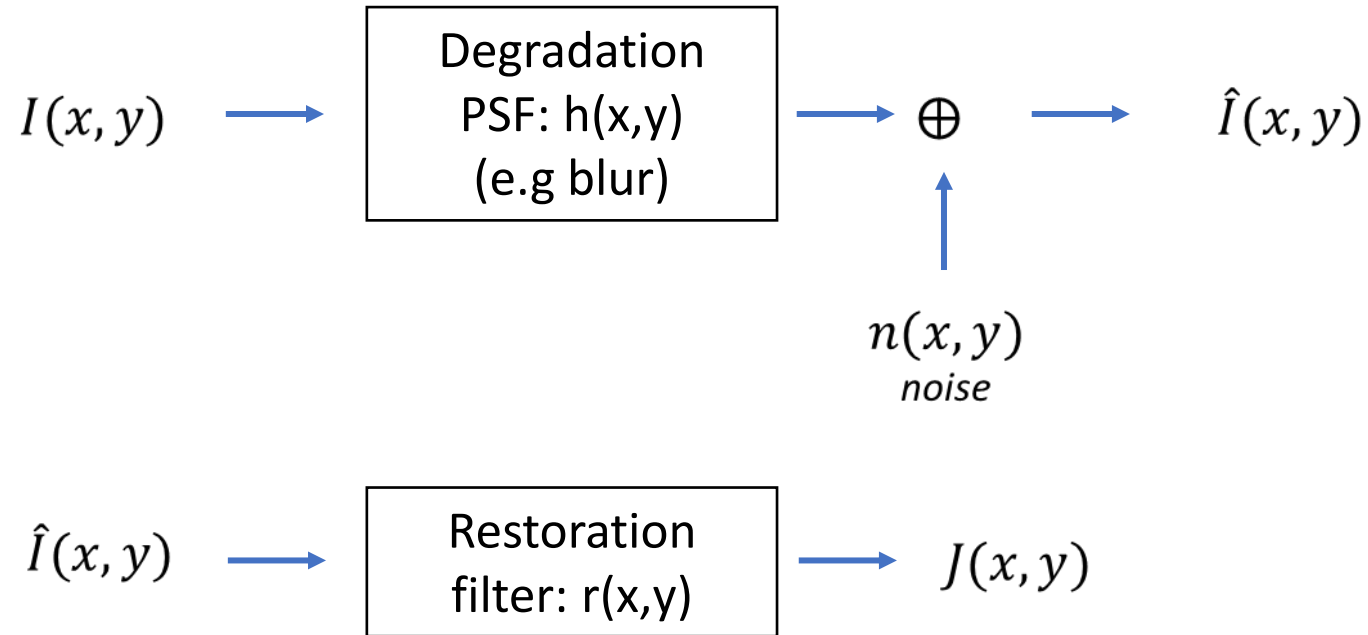 I(x, y)
Degradation
PSF: h(x,y)
(e.g blur)
⊕
Î(x, y)
n(x, y)
noise
Î(x, y)
Restoration
filter: r(x,y)
J(x, y)